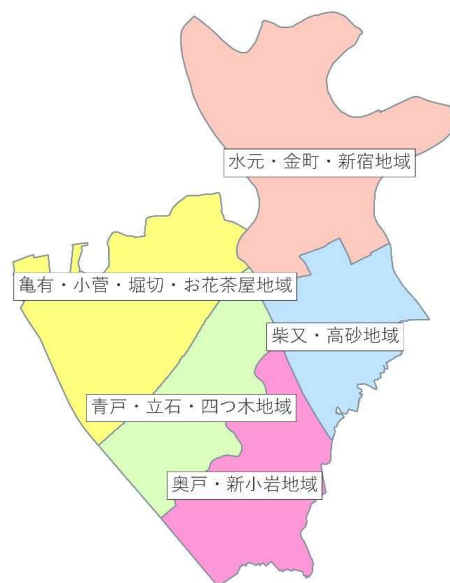 水元・金町・新宿地域
亀有・小菅・堀切・お花茶屋地域
柴又・高砂地域
青戸・立石・四つ木地域
奥戸・新小岩地域